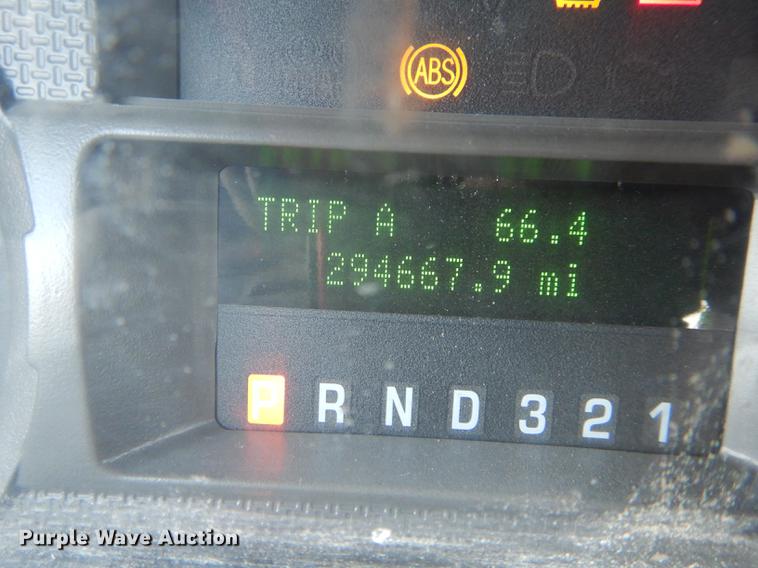 ABS
TRIP A 66.4
294667.9 mi
P R N D 3 2 1
Purple Wave Auction